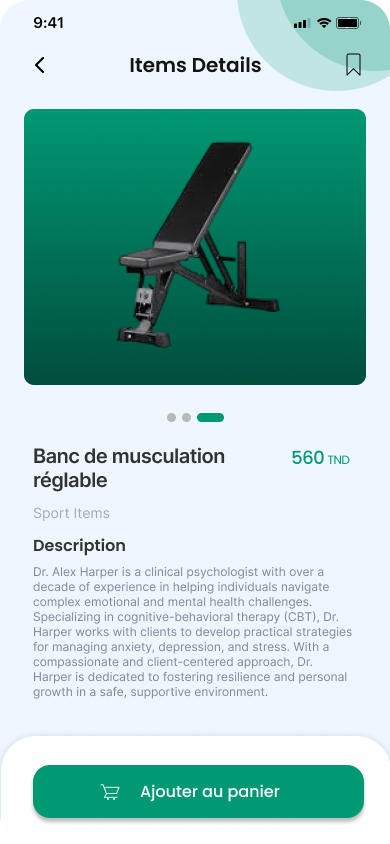 9:41
Items Details
Banc de musculation
réglable
560 TND
Sport Items
Description
Dr. Alex Harper is a clinical psychologist with over a
decade of experience in helping individuals navigate
complex emotional and mental health challenges.
Specializing in cognitive-behavioral therapy (CBT), Dr.
Harper works with clients to develop practical strategies
for managing anxiety, depression, and stress. With a
compassionate and client-centered approach, Dr.
Harper is dedicated to fostering resilience and personal
growth in a safe, supportive environment.
Ajouter au panier